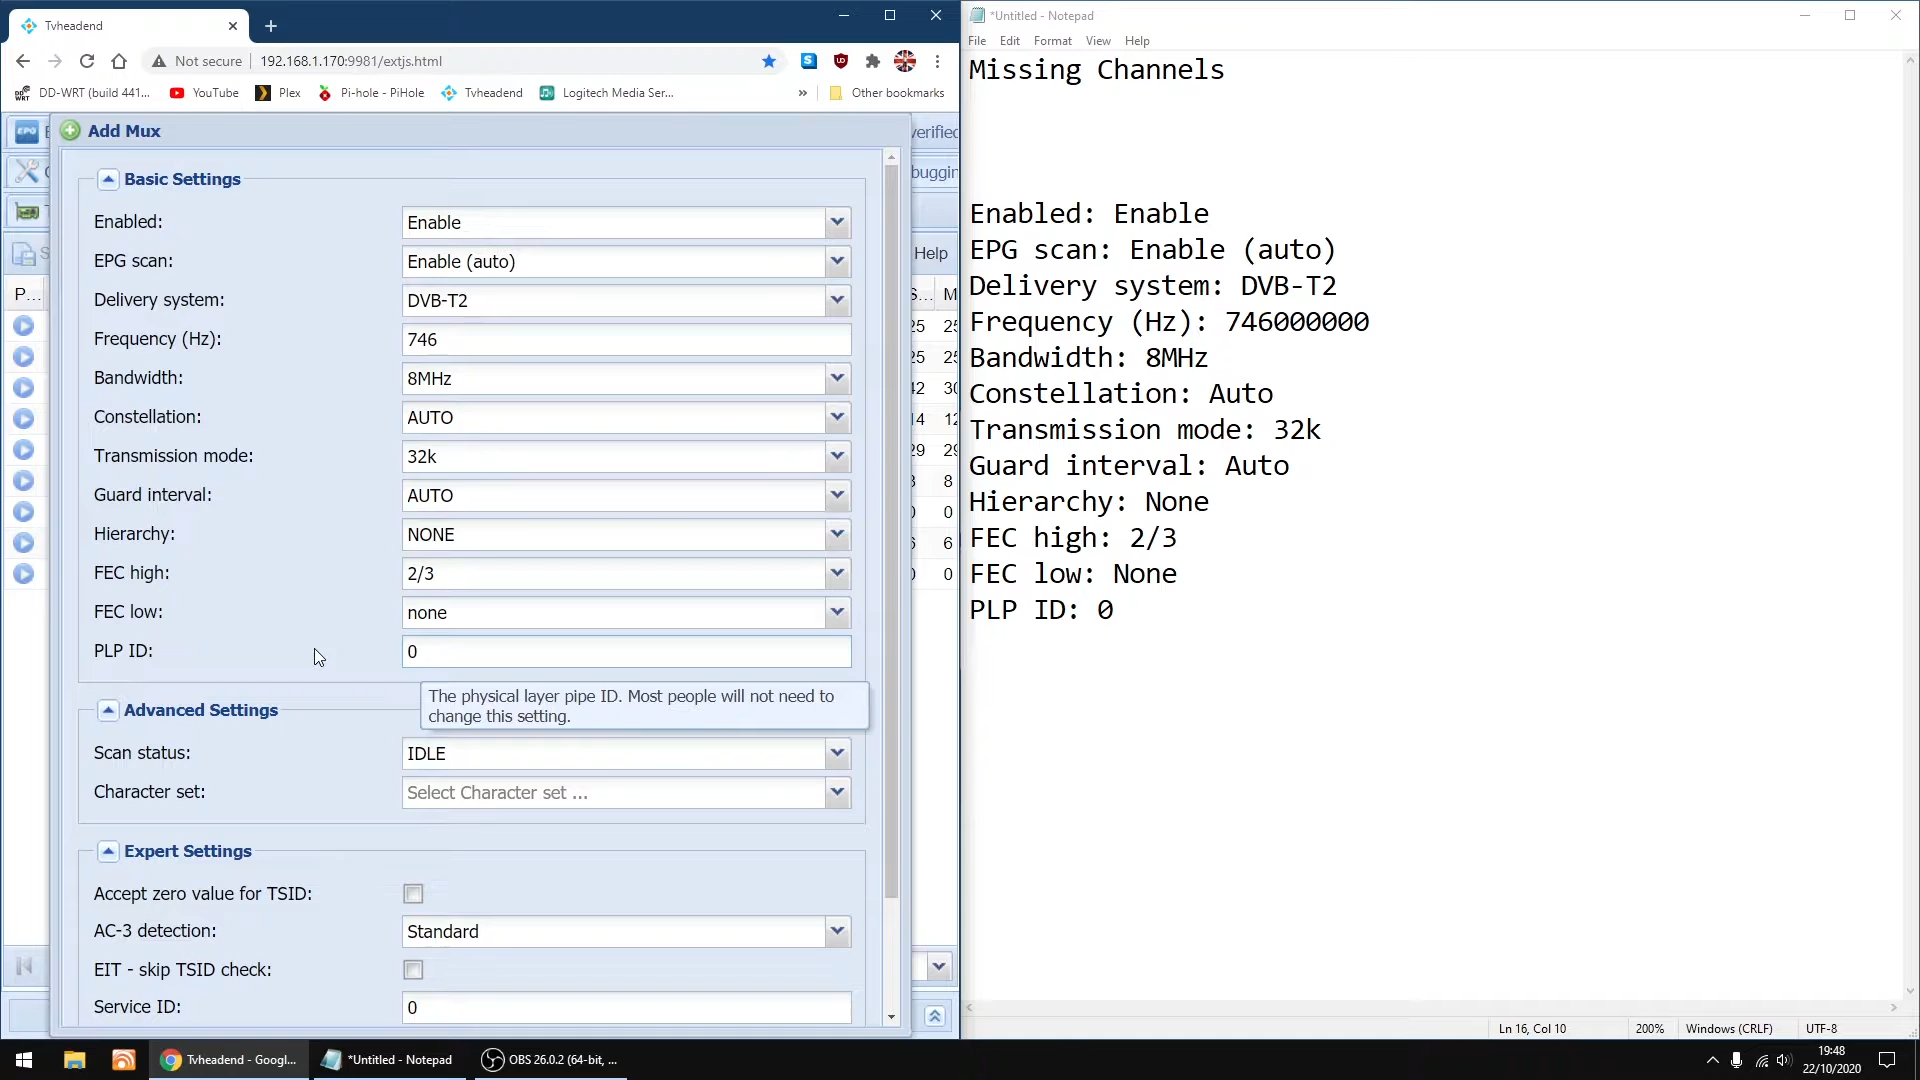 Tvheadend
*Untitled - Notepad
File Edit Format View Help
Not secure 192.168.1.170:9981/extjs.html
DD-WRT (build 441... YouTube Plex Pi-hole - PiHole Tvheadend Logitech Media Ser... » Other bookmarks
Missing Channels
Add Mux
Basic Settings
Enabled: Enable
EPG scan: Enable (auto)
Delivery system: DVB-T2
Frequency (Hz): 746
Bandwidth: 8MHz
Constellation: AUTO
Transmission mode: 32k
Guard interval: AUTO
Hierarchy: NONE
FEC high: 2/3
FEC low: none
PLP ID: 0
The physical layer pipe ID. Most people will not need to
change this setting.
Advanced Settings
Scan status: IDLE
Character set: Select Character set ...
Expert Settings
Accept zero value for TSID:
AC-3 detection: Standard
EIT - skip TSID check:
Service ID: 0
Help
P...
S...
Enabled: Enable
EPG scan: Enable (auto)
Delivery system: DVB-T2
Frequency (Hz): 746000000
Bandwidth: 8MHz
Constellation: Auto
Transmission mode: 32k
Guard interval: Auto
Hierarchy: None
FEC high: 2/3
FEC low: None
PLP ID: 0
Ln 16, Col 10 200% Windows (CRLF) UTF-8
Tvheadend - Googl... *Untitled - Notepad OBS 26.0.2 (64-bit, ...
19:48
22/10/2020